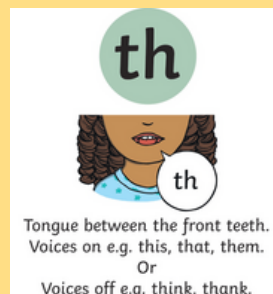 th
th
Tongue between the front teeth.
Voices on e.g. this, that, them.
Or
Voices off e.g. think, thank.